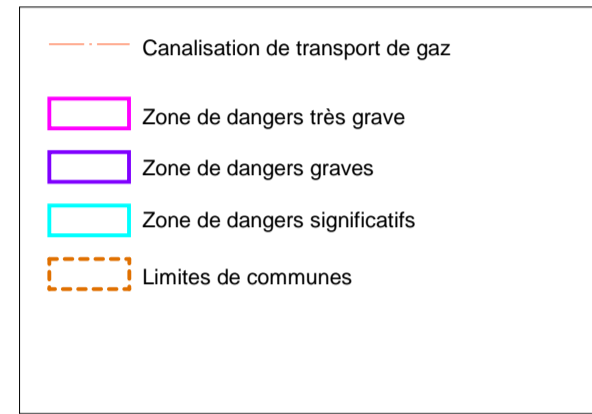 Canalisation de transport de gaz
Zone de dangers très grave
Zone de dangers graves
Zone de dangers significatifs
Limites de communes